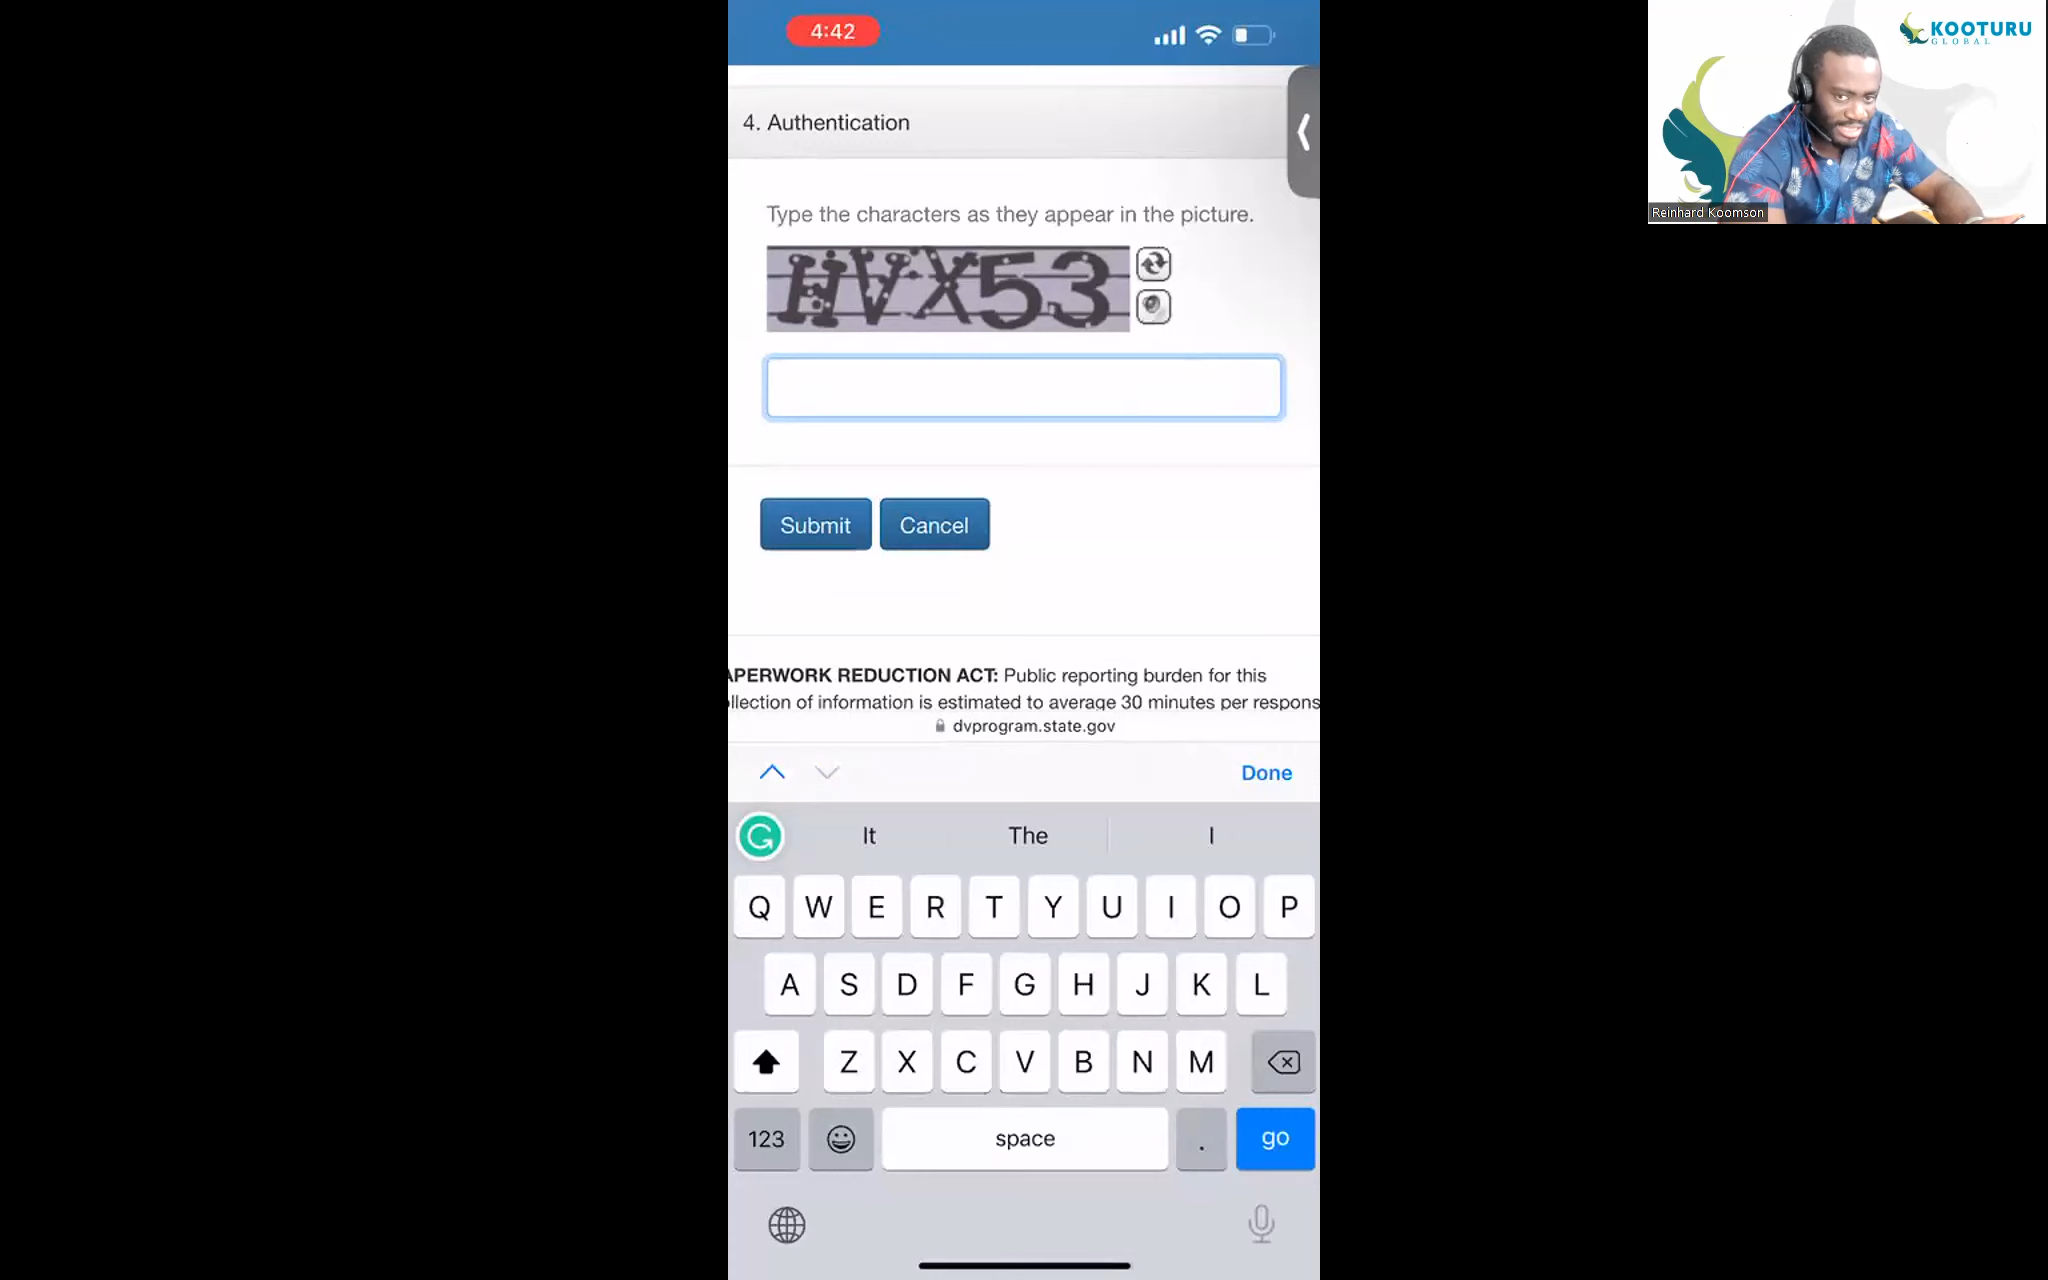 4:42
KOOTURU
GLOBAL
Reinhard Koomson
4. Authentication
Type the characters as they appear in the picture.
HVX53
Submit Cancel
APERWORK REDUCTION ACT: Public reporting burden for this
ollection of information is estimated to average 30 minutes per respons
dvprogram.state.gov
Done
It The I
Q W E R T Y U I O P
A S D F G H J K L
Z X C V B N M
123 space . go